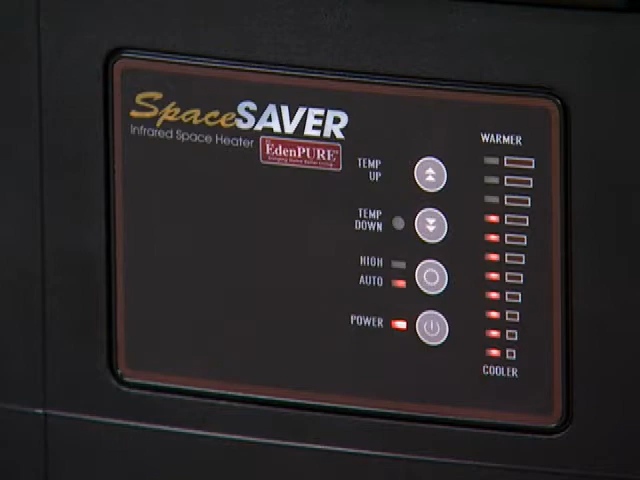 SpaceSAVER
Infrared Space Heater
EdenPURE
WARMER
TEMP
UP
TEMP
DOWN
HIGH
AUTO
POWER
COOLER